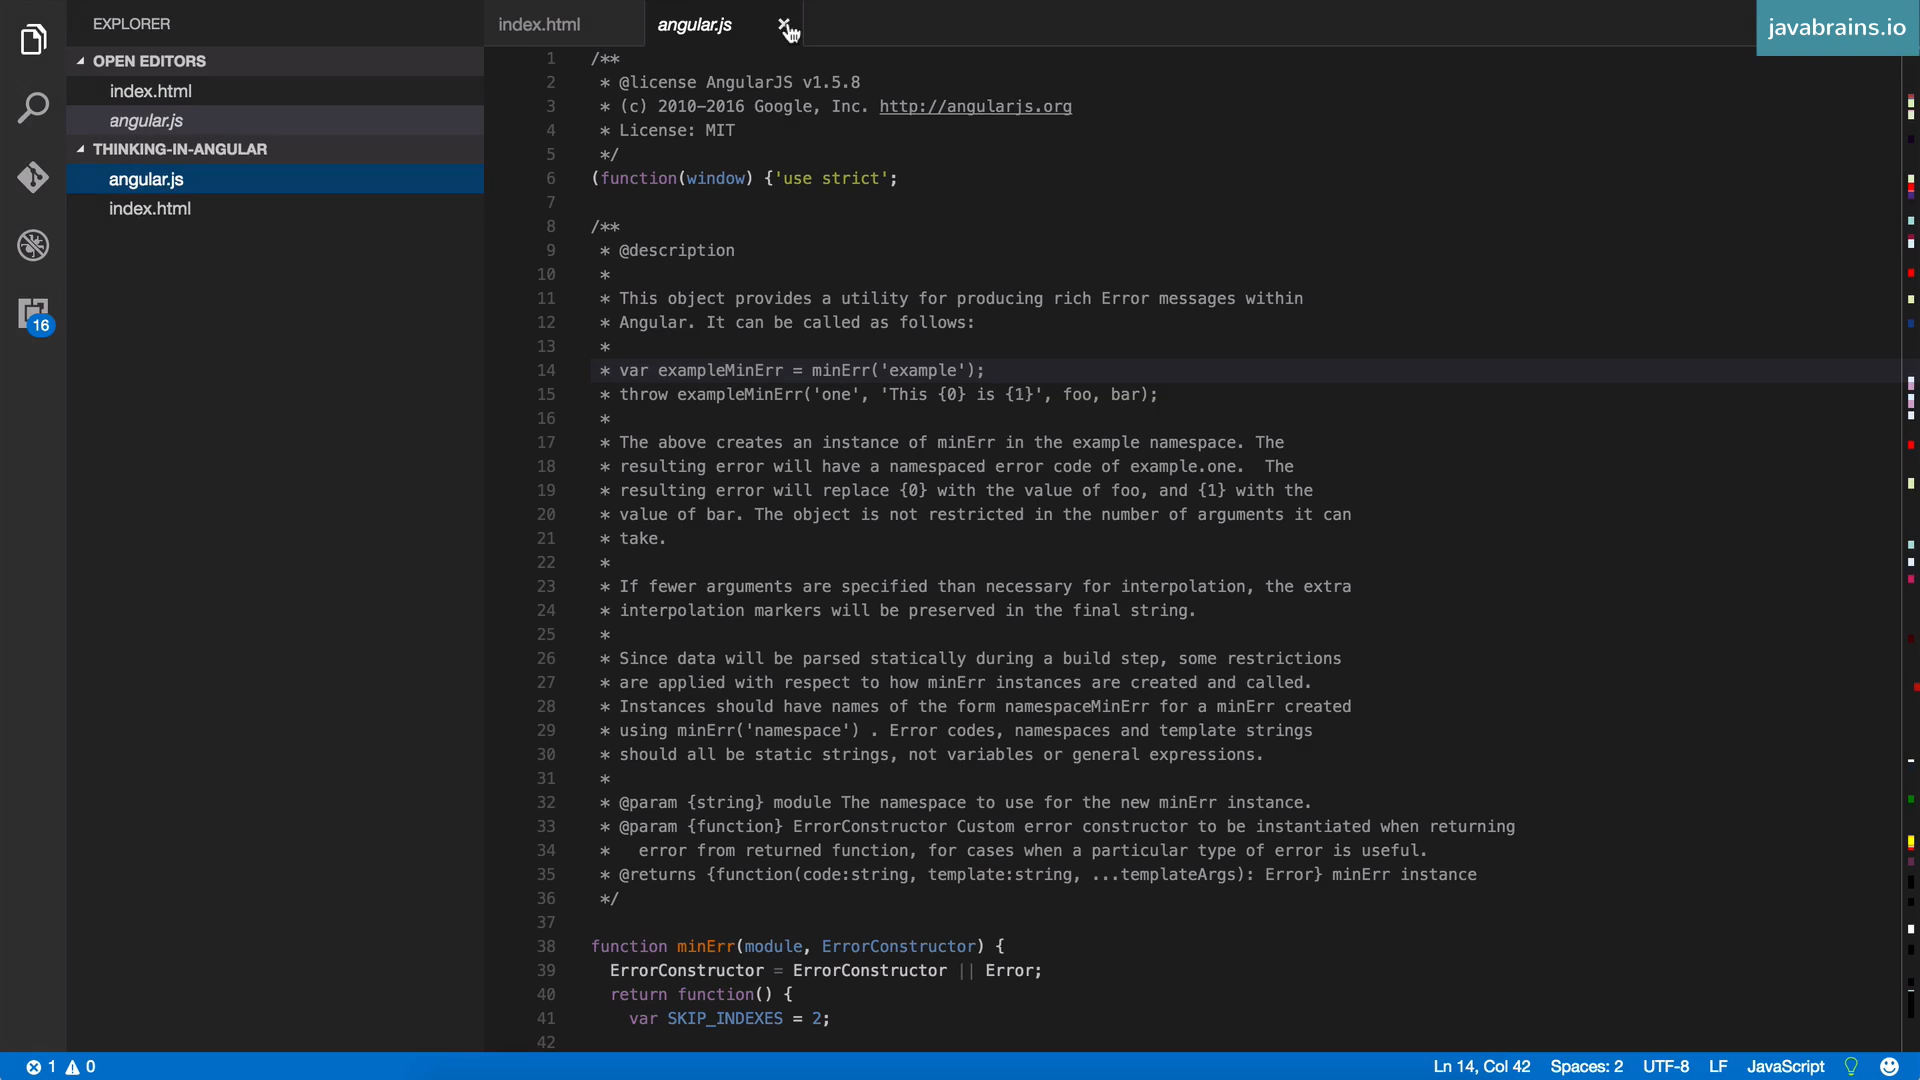 EXPLORER
OPEN EDITORS
index.html
angular.js
THINKING-IN-ANGULAR
angular.js
index.html
16
index.html
angular.js
javabrains.io
1 /**
2 * @license AngularJS v1.5.8
3 * (c) 2010-2016 Google, Inc. http://angularjs.org
4 * License: MIT
5 */
6 (function(window) {'use strict';
7
8 /**
9 * @description
10 *
11 * This object provides a utility for producing rich Error messages within
12 * Angular. It can be called as follows:
13 *
14 * var exampleMinErr = minErr('example');
15 * throw exampleMinErr('one', 'This {0} is {1}', foo, bar);
16 *
17 * The above creates an instance of minErr in the example namespace. The
18 * resulting error will have a namespaced error code of example.one.  The
19 * resulting error will replace {0} with the value of foo, and {1} with the
20 * value of bar. The object is not restricted in the number of arguments it can
21 * take.
22 *
23 * If fewer arguments are specified than necessary for interpolation, the extra
24 * interpolation markers will be preserved in the final string.
25 *
26 * Since data will be parsed statically during a build step, some restrictions
27 * are applied with respect to how minErr instances are created and called.
28 * Instances should have names of the form namespaceMinErr for a minErr created
29 * using minErr('namespace') . Error codes, namespaces and template strings
30 * should all be static strings, not variables or general expressions.
31 *
32 * @param {string} module The namespace to use for the new minErr instance.
33 * @param {function} ErrorConstructor Custom error constructor to be instantiated when returning
34 *   error from returned function, for cases when a particular type of error is useful.
35 * @returns {function(code:string, template:string, ...templateArgs): Error} minErr instance
36 */
37
38 function minErr(module, ErrorConstructor) {
39 ErrorConstructor = ErrorConstructor || Error;
40 return function() {
41 var SKIP_INDEXES = 2;
42
1 0
Ln 14, Col 42 Spaces: 2 UTF-8 LF JavaScript